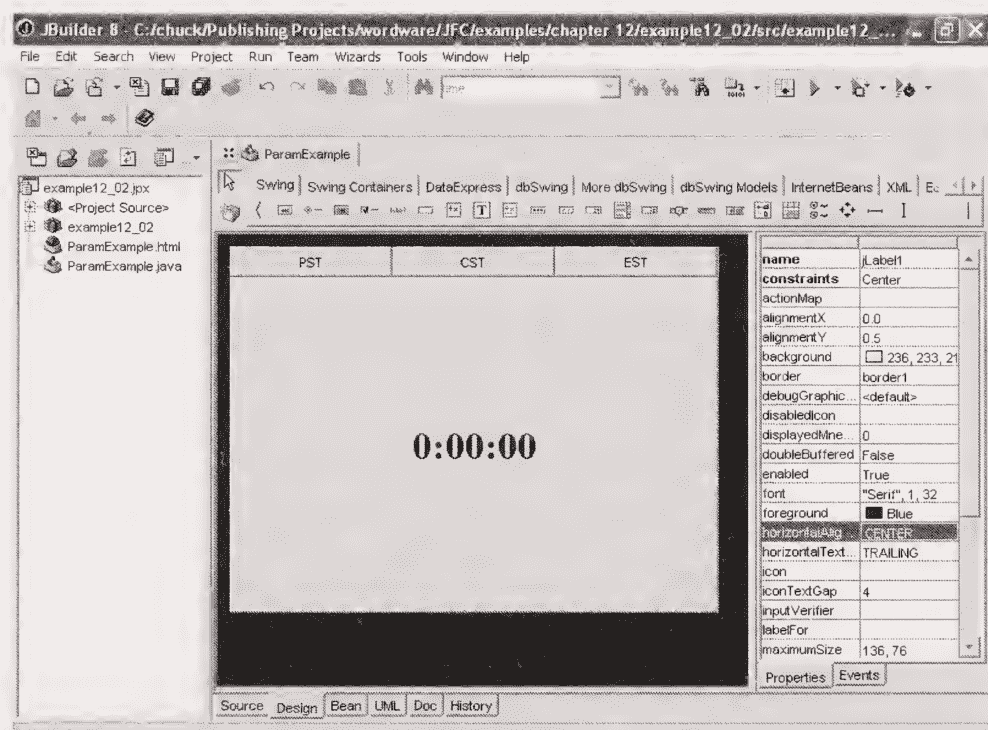 JBuilder 8 - C:/chuck/Publishing Projects/wordware/JFC/examples/chapter 12/example12_02/src/example12_...
File Edit Search View Project Run Team Wizards Tools Window Help
ParamExample
example12_02.jpx
<Project Source>
example12_02
ParamExample.html
ParamExample.java
Swing Swing Containers DataExpress dbSwing More dbSwing dbSwing Models InternetBeans XML
PST CST EST
0:00:00
name jLabel1
constraints Center
actionMap
alignmentX 0.0
alignmentY 0.5
background 236, 233, 21
border border1
debugGraphic... <default>
disabledIcon
displayedMne... 0
doubleBuffered False
enabled True
font "Serif", 1, 32
foreground Blue
horizontalAlig... CENTER
horizontalText... TRAILING
icon
iconTextGap 4
inputVerifier
labelFor
maximumSize 136, 76
Properties Events
Source Design Bean UML Doc History